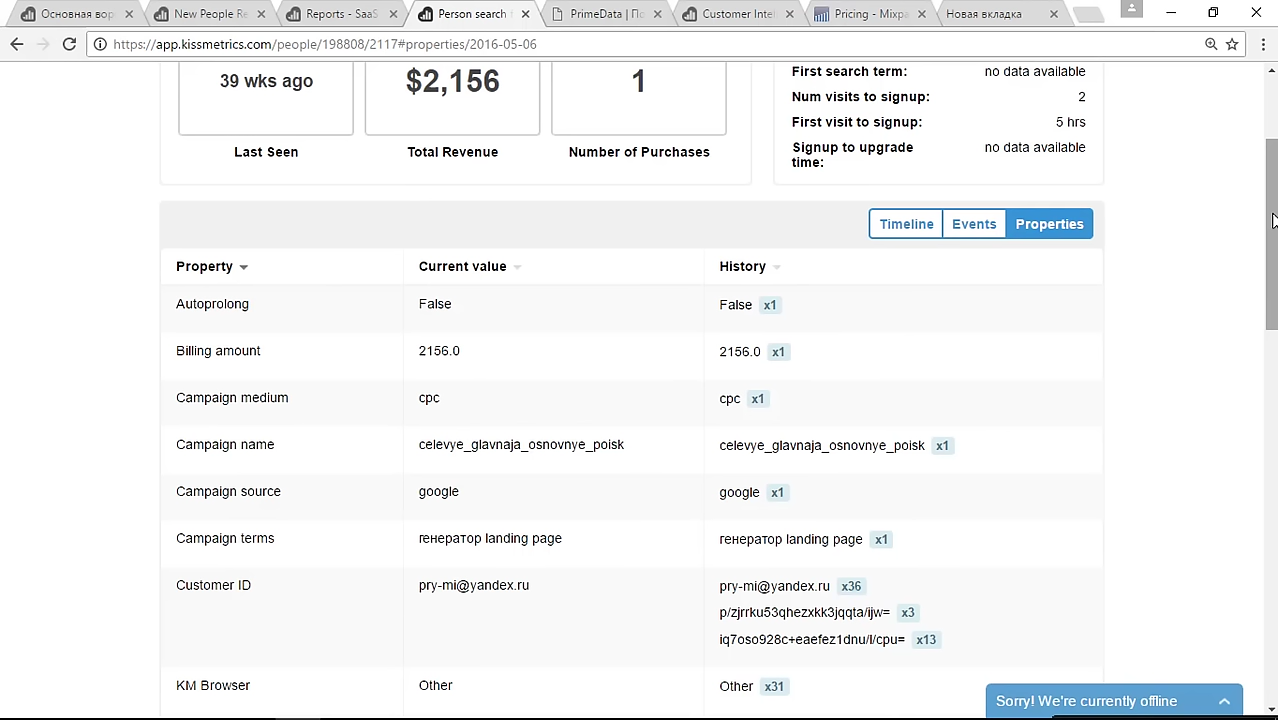 Основная вор
New People Re
Reports - SaaS
Person search
PrimeData | По
Customer Intel
Pricing - Mixpa
Новая вкладка
https://app.kissmetrics.com/people/198808/2117#properties/2016-05-06
39 wks ago
$2,156
1
Last Seen
Total Revenue
Number of Purchases
First search term: no data available
Num visits to signup: 2
First visit to signup: 5 hrs
Signup to upgrade time: no data available
Timeline Events Properties
Property Current value History
Autoprolong False False x1
Billing amount 2156.0 2156.0 x1
Campaign medium cpc cpc x1
Campaign name celevye_glavnaja_osnovnye_poisk celevye_glavnaja_osnovnye_poisk x1
Campaign source google google x1
Campaign terms генератор landing page генератор landing page x1
Customer ID pry-mi@yandex.ru pry-mi@yandex.ru x36
p/zjrrku53qhezxkk3jqqta/ijw= x3
iq7oso928c+eaefez1dnu/l/cpu= x13
KM Browser Other Other x31
Sorry! We're currently offline